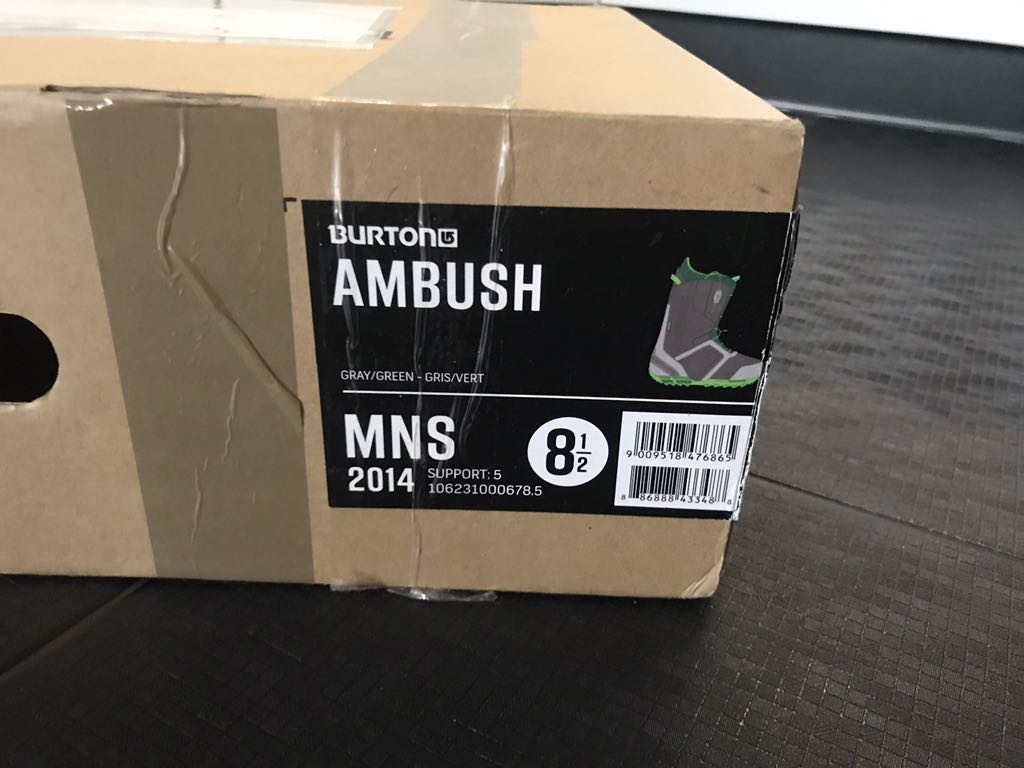 BURTON
AMBUSH
GRAY/GREEN - GRIS/VERT
MNS
2014
SUPPORT: 5
106231000678.5
8 1/2
9 009518 476865
8 86888 43348 8